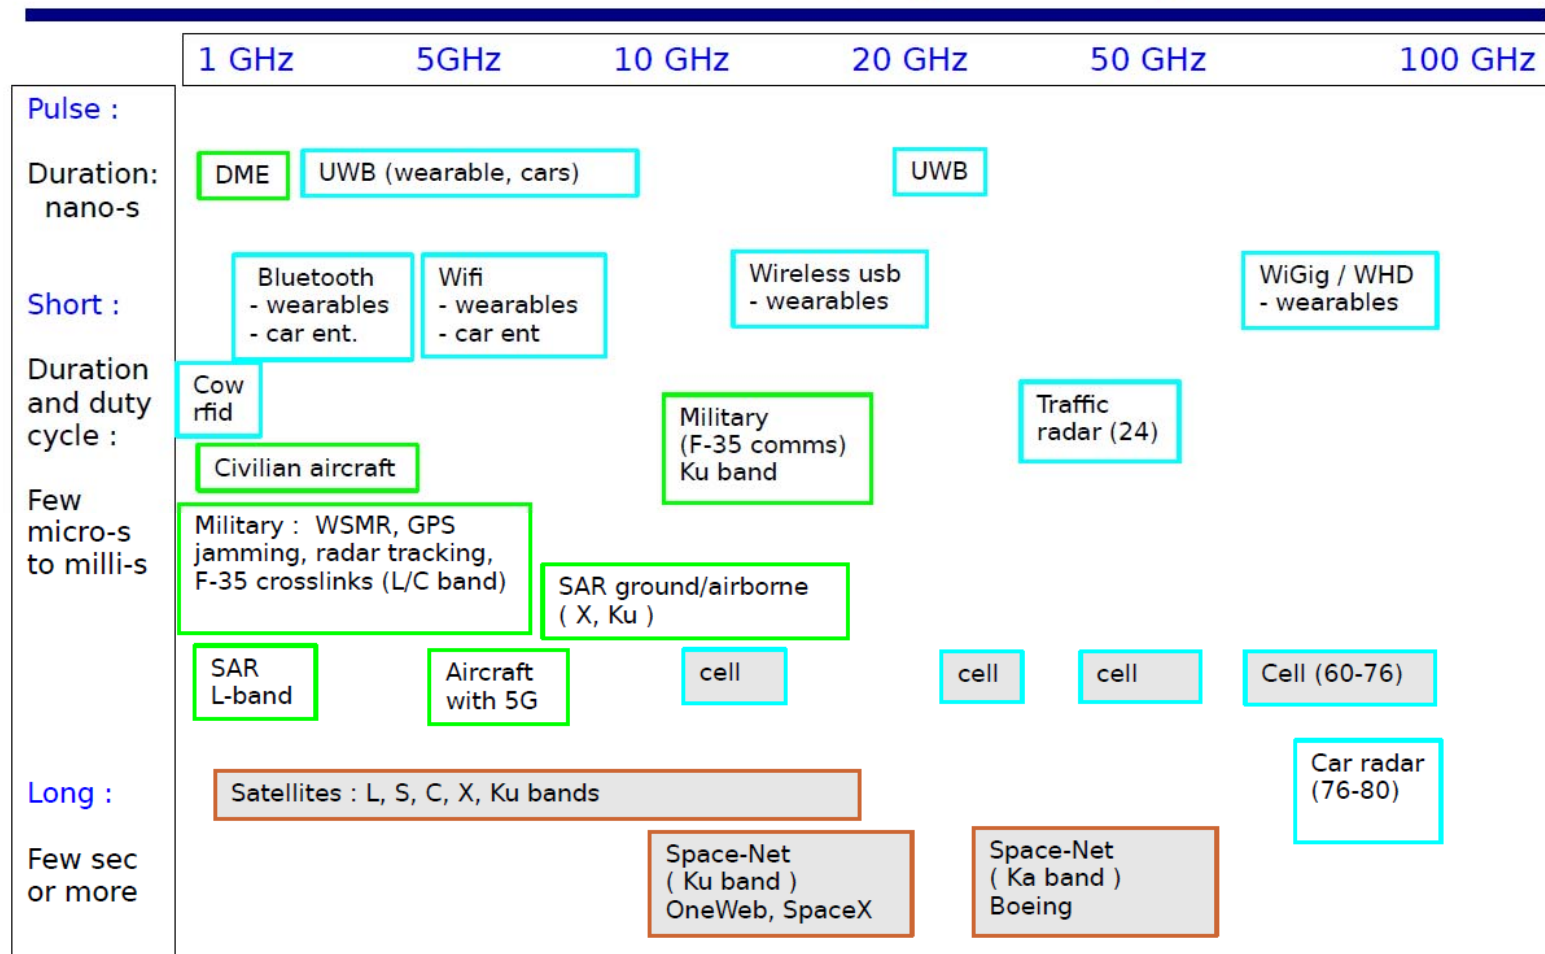 1 GHz 5GHz 10 GHz 20 GHz 50 GHz 100 GHz
Pulse :
Duration:
nano-s
DME
UWB (wearable, cars)
UWB
Short :
Duration
and duty
cycle :
Few
micro-s
to milli-s
Bluetooth
- wearables
- car ent.
Wifi
- wearables
- car ent
Wireless usb
- wearables
WiGig / WHD
- wearables
Cow
rfid
Civilian aircraft
Military
(F-35 comms)
Ku band
Traffic
radar (24)
Military : WSMR, GPS
jamming, radar tracking,
F-35 crosslinks (L/C band)
SAR ground/airborne
( X, Ku )
SAR
L-band
Aircraft
with 5G
cell
cell
cell
Cell (60-76)
Car radar
(76-80)
Long :
Few sec
or more
Satellites : L, S, C, X, Ku bands
Space-Net
( Ku band )
OneWeb, SpaceX
Space-Net
( Ka band )
Boeing